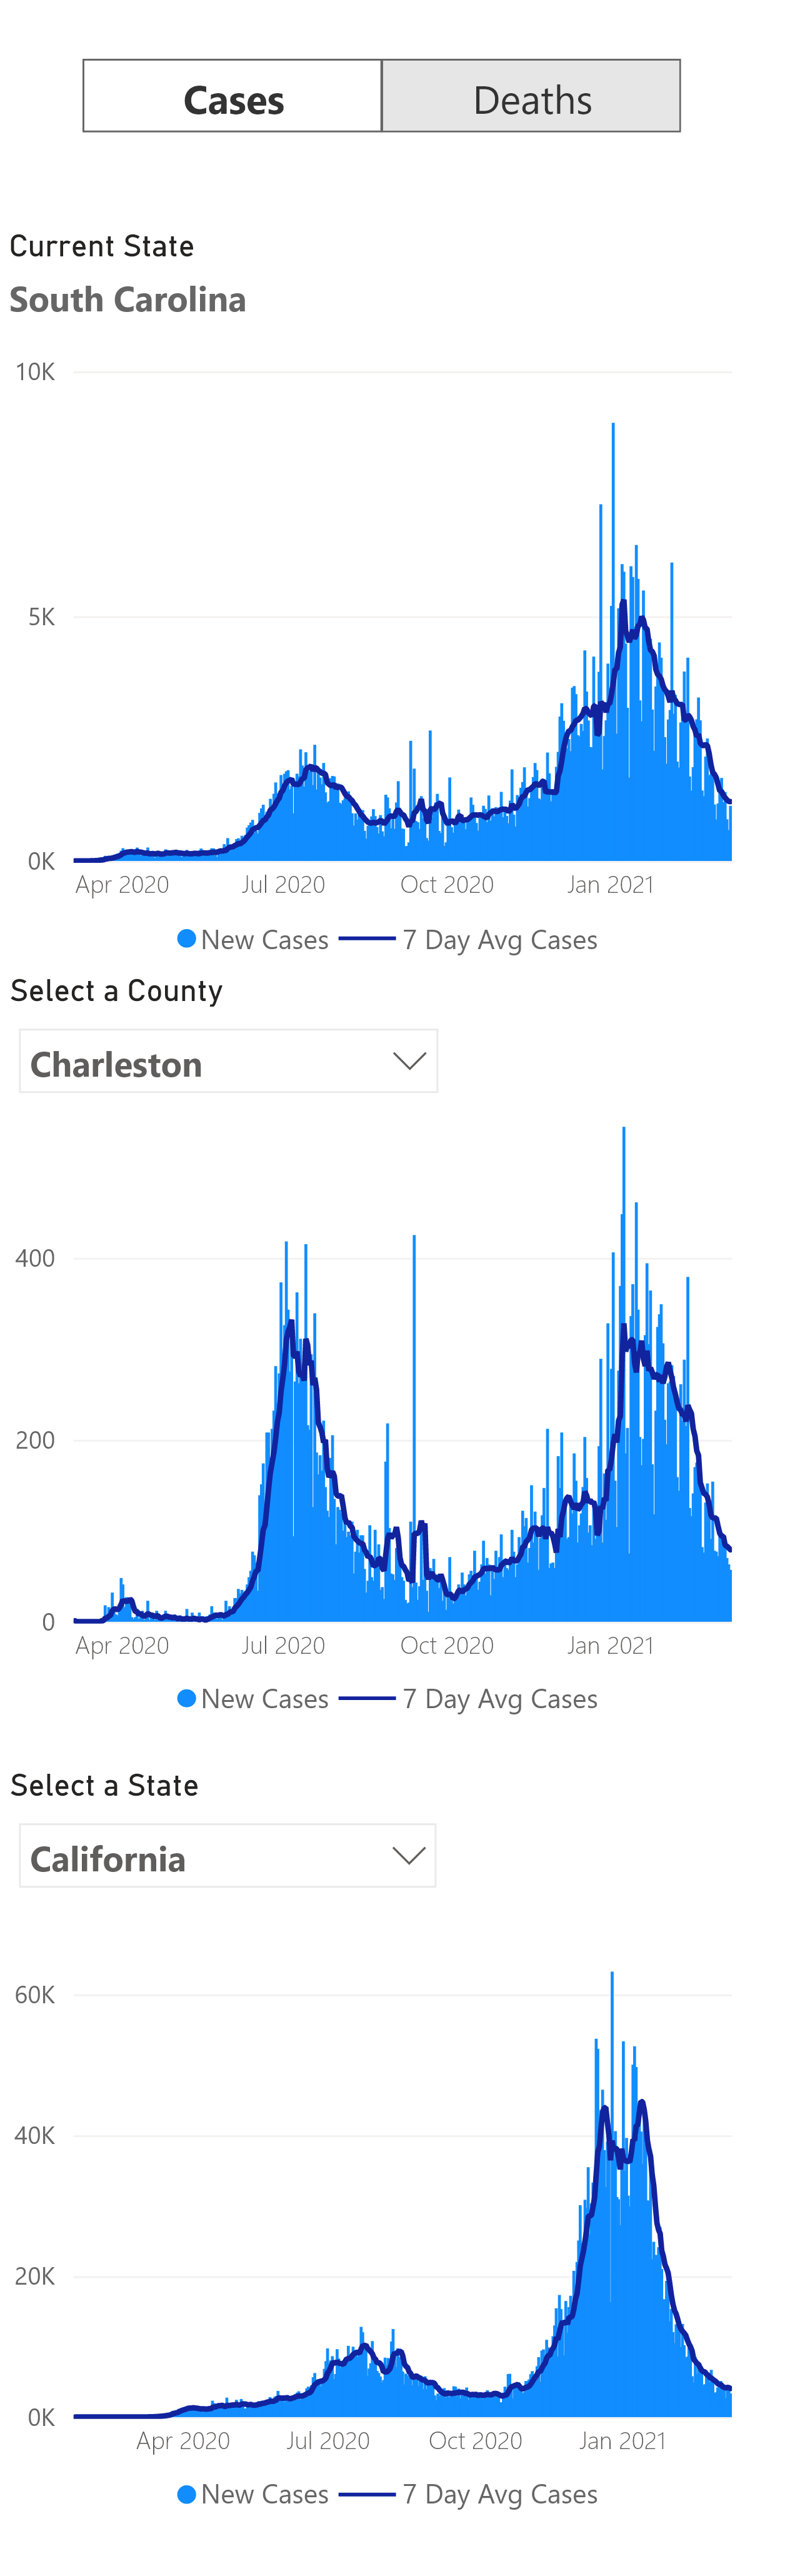 Cases Deaths
Current State
South Carolina
10K
5K
0K
Apr 2020 Jul 2020 Oct 2020 Jan 2021
New Cases 7 Day Avg Cases
Select a County
Charleston
400
200
0
Apr 2020 Jul 2020 Oct 2020 Jan 2021
New Cases 7 Day Avg Cases
Select a State
California
60K
40K
20K
0K
Apr 2020 Jul 2020 Oct 2020 Jan 2021
New Cases 7 Day Avg Cases